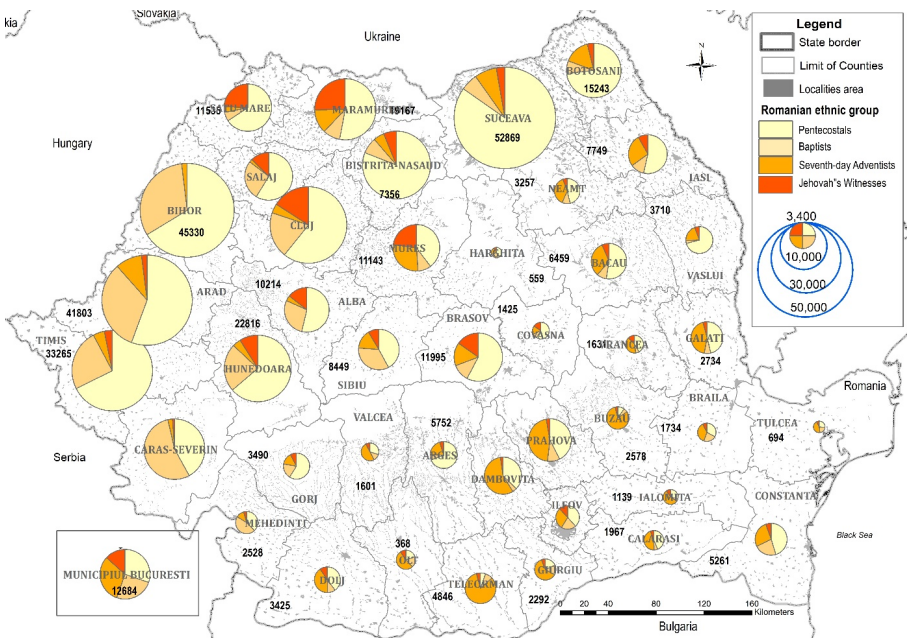 kia
Slovakia
Ukraine
Legend
State border
Limit of Counties
Localities area
Romanian ethnic group
Pentecostals
Baptists
Seventh-day Adventists
Jehovah"s Witnesses
3,400
10,000
30,000
50,000
N
Hungary
SATU MARE
11535
MARAMURES
19167
SUCEAVA
52869
BOTOSANI
15243
7749
IASI
BISTRITA-NASAUD
7356
SALAJ
BIHOR
45330
CLUJ
3257
NEAMT
3710
VASLUI
MURES
11143
HARGHITA
559
6459
BACAU
10214
ALBA
ARAD
41803
1425
COVASNA
BRASOV
11995
22816
HUNEDOARA
TIMIS
33265
8449
SIBIU
1631
VRANCEA
GALATI
2734
Romania
BRAILA
1734
TULCEA
694
VALCEA
5752
ARGES
BUZAU
2578
PRAHOVA
CARAS-SEVERIN
Serbia
3490
GORJ
1601
DAMBOVITA
ILFOV
1139
IALOMITA
CONSTANTA
MEHEDINTI
2528
1967
CALARASI
5261
Black Sea
368
OLT
DOLJ
3425
TELEORMAN
4846
GIURGIU
2292
MUNICIPIUL BUCURESTI
12684
0 20 40 80 120 160
Kilometers
Bulgaria